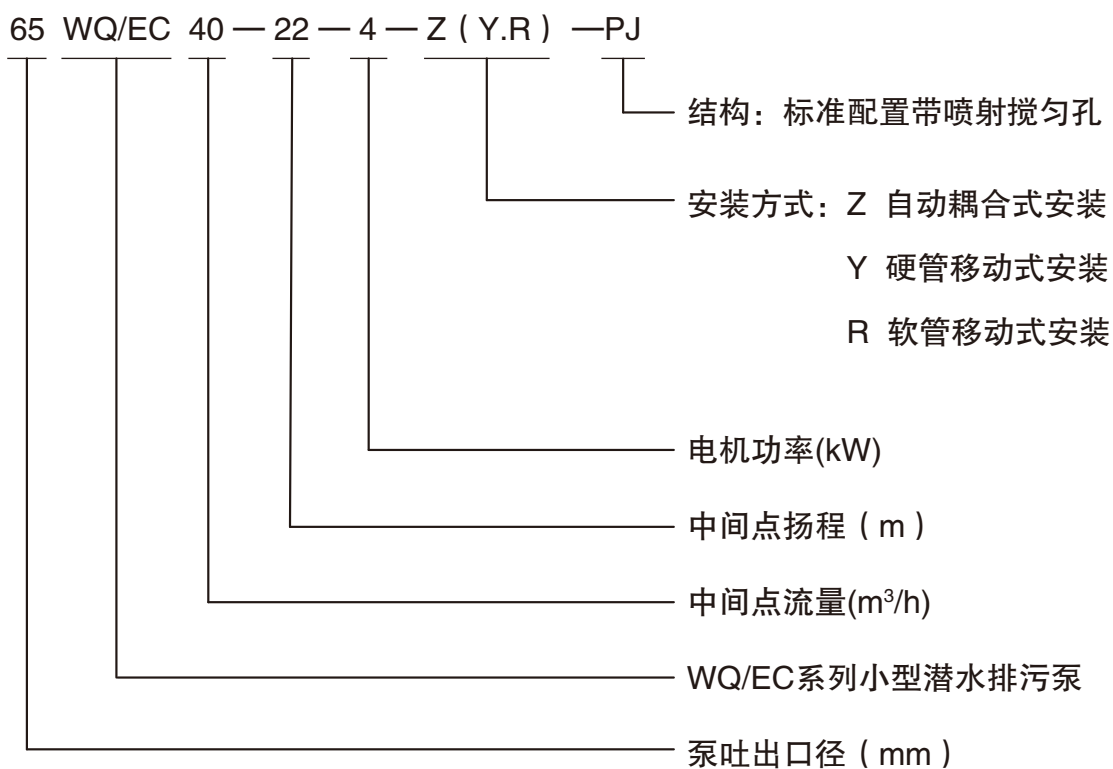 65 WQ/EC 40 — 22 — 4 — Z ( Y.R ) —PJ
结构：标准配置带喷射搅匀孔
安装方式：Z 自动耦合式安装
Y 硬管移动式安装
R 软管移动式安装
电机功率(kW)
中间点扬程（m）
中间点流量(m³/h)
WQ/EC系列小型潜水排污泵
泵吐出口径（mm）